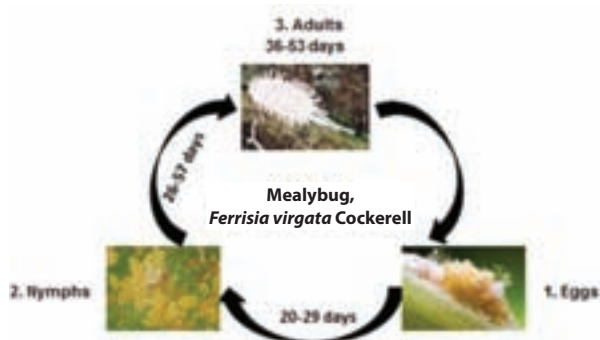 3. Adults
36-53 days
26-57 days
Mealybug,
Ferrisia virgata Cockerell
2. Nymphs
1. Eggs
20-29 days